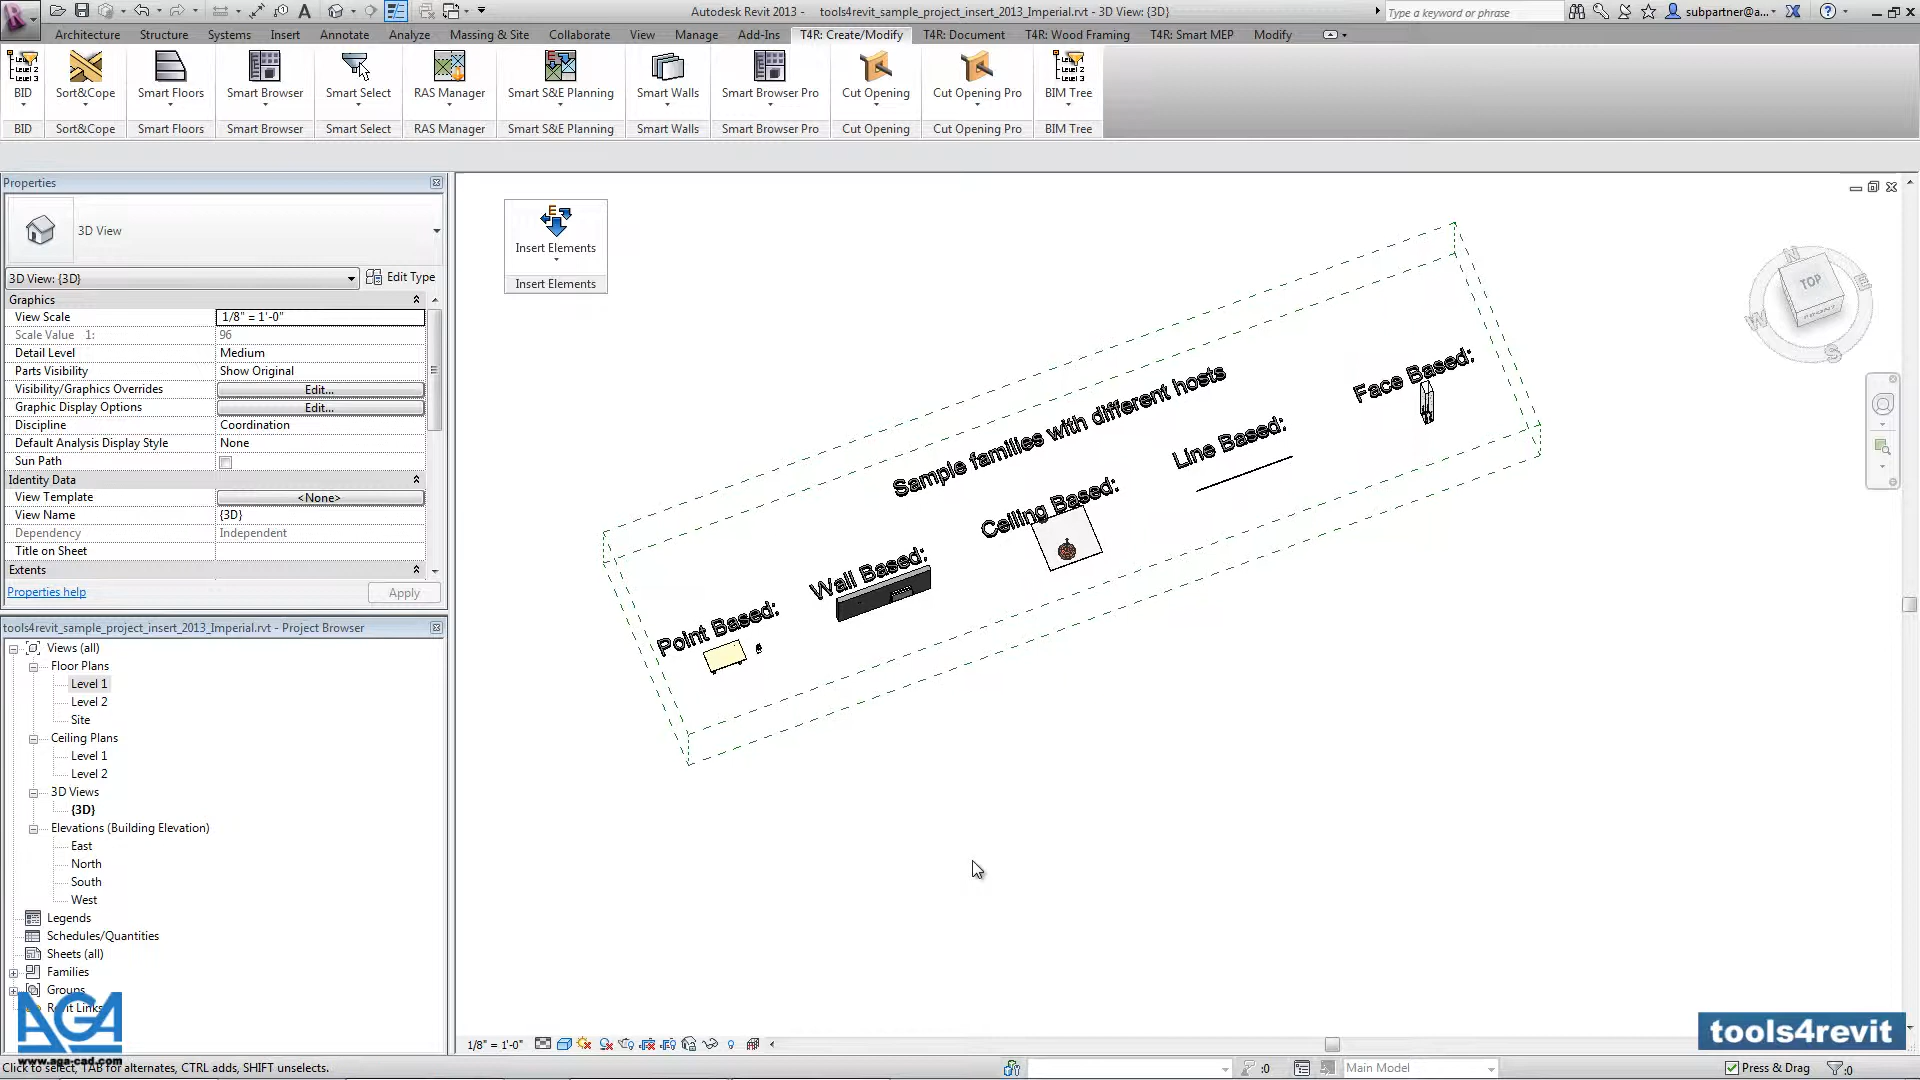 Autodesk Revit 2013 - tools4revit_sample_project_insert_2013_Imperial.rvt - 3D View: {3D}
Type a keyword or phrase
subpartner@a...
Architecture Structure Systems Insert Annotate Analyze Massing & Site Collaborate View Manage Add-Ins T4R: Create/Modify T4R: Document T4R: Wood Framing T4R: Smart MEP Modify
BID Sort&Cope Smart Floors Smart Browser Smart Select RAS Manager Smart S&E Planning Smart Walls Smart Browser Pro Cut Opening Cut Opening Pro BIM Tree
BID Sort&Cope Smart Floors Smart Browser Smart Select RAS Manager Smart S&E Planning Smart Walls Smart Browser Pro Cut Opening Cut Opening Pro BIM Tree
Properties
3D View
3D View: {3D}
Edit Type
Graphics
View Scale 1/8" = 1'-0"
Scale Value 1: 96
Detail Level Medium
Parts Visibility Show Original
Visibility/Graphics Overrides Edit...
Graphic Display Options Edit...
Discipline Coordination
Default Analysis Display Style None
Sun Path
Identity Data
View Template <None>
View Name {3D}
Dependency Independent
Title on Sheet
Extents
Properties help
Apply
tools4revit_sample_project_insert_2013_Imperial.rvt - Project Browser
Views (all)
Floor Plans
Level 1
Level 2
Site
Ceiling Plans
Level 1
Level 2
3D Views
{3D}
Elevations (Building Elevation)
East
North
South
West
Legends
Schedules/Quantities
Sheets (all)
Families
Groups
Revit Links
AGA
www.aga-cad.com
Insert Elements
Insert Elements
Sample families with different hosts
Face Based:
Line Based:
Ceiling Based:
Wall Based:
Point Based:
TOP
N
E
S
W
tools4revit
1/8" = 1'-0"
Click to select, TAB for alternates, CTRL adds, SHIFT unselects.
:0
Main Model
Press & Drag
:0